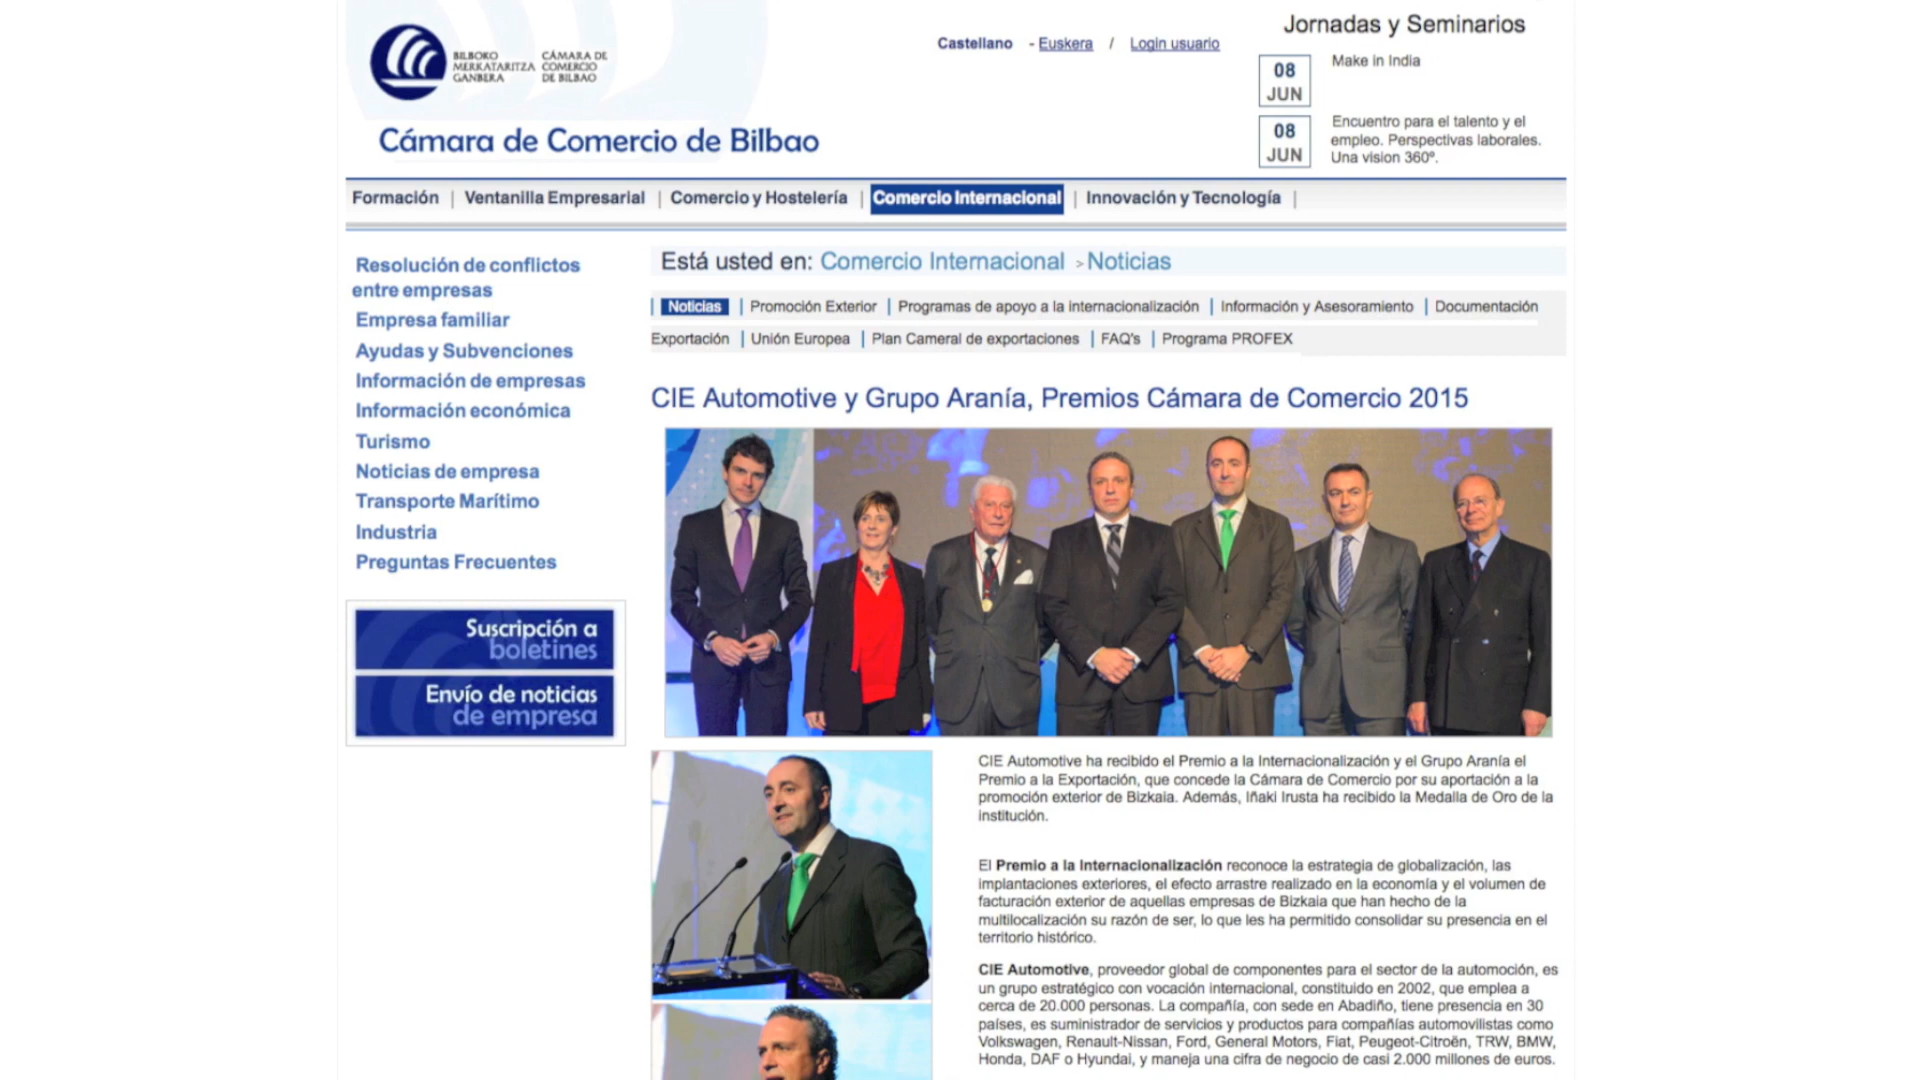 BILBOKO
MERKATARITZA
GANBERA
CÁMARA DE
COMERCIO
DE BILBAO
Cámara de Comercio de Bilbao
Castellano - Euskera / Login usuario
Jornadas y Seminarios
08
JUN
Make in India
08
JUN
Encuentro para el talento y el
empleo. Perspectivas laborales.
Una vision 360º.
Formación | Ventanilla Empresarial | Comercio y Hostelería | Comercio Internacional | Innovación y Tecnología |
Resolución de conflictos
entre empresas
Empresa familiar
Ayudas y Subvenciones
Información de empresas
Información económica
Turismo
Noticias de empresa
Transporte Marítimo
Industria
Preguntas Frecuentes
Suscripción a
boletines
Envío de noticias
de empresa
Está usted en: Comercio Internacional > Noticias
| Noticias | Promoción Exterior | Programas de apoyo a la internacionalización | Información y Asesoramiento | Documentación
Exportación | Unión Europea | Plan Cameral de exportaciones | FAQ's | Programa PROFEX
CIE Automotive y Grupo Aranía, Premios Cámara de Comercio 2015
CIE Automotive ha recibido el Premio a la Internacionalización y el Grupo Aranía el
Premio a la Exportación, que concede la Cámara de Comercio por su aportación a la
promoción exterior de Bizkaia. Además, Iñaki Irusta ha recibido la Medalla de Oro de la
institución.
El Premio a la Internacionalización reconoce la estrategia de globalización, las
implantaciones exteriores, el efecto arrastre realizado en la economía y el volumen de
facturación exterior de aquellas empresas de Bizkaia que han hecho de la
multilocalización su razón de ser, lo que les ha permitido consolidar su presencia en el
territorio histórico.
CIE Automotive, proveedor global de componentes para el sector de la automoción, es
un grupo estratégico con vocación internacional, constituido en 2002, que emplea a
cerca de 20.000 personas. La compañía, con sede en Abadiño, tiene presencia en 30
países, es suministrador de servicios y productos para compañías automovilistas como
Volkswagen, Renault-Nissan, Ford, General Motors, Fiat, Peugeot-Citroën, TRW, BMW,
Honda, DAF o Hyundai, y maneja una cifra de negocio de casi 2.000 millones de euros.